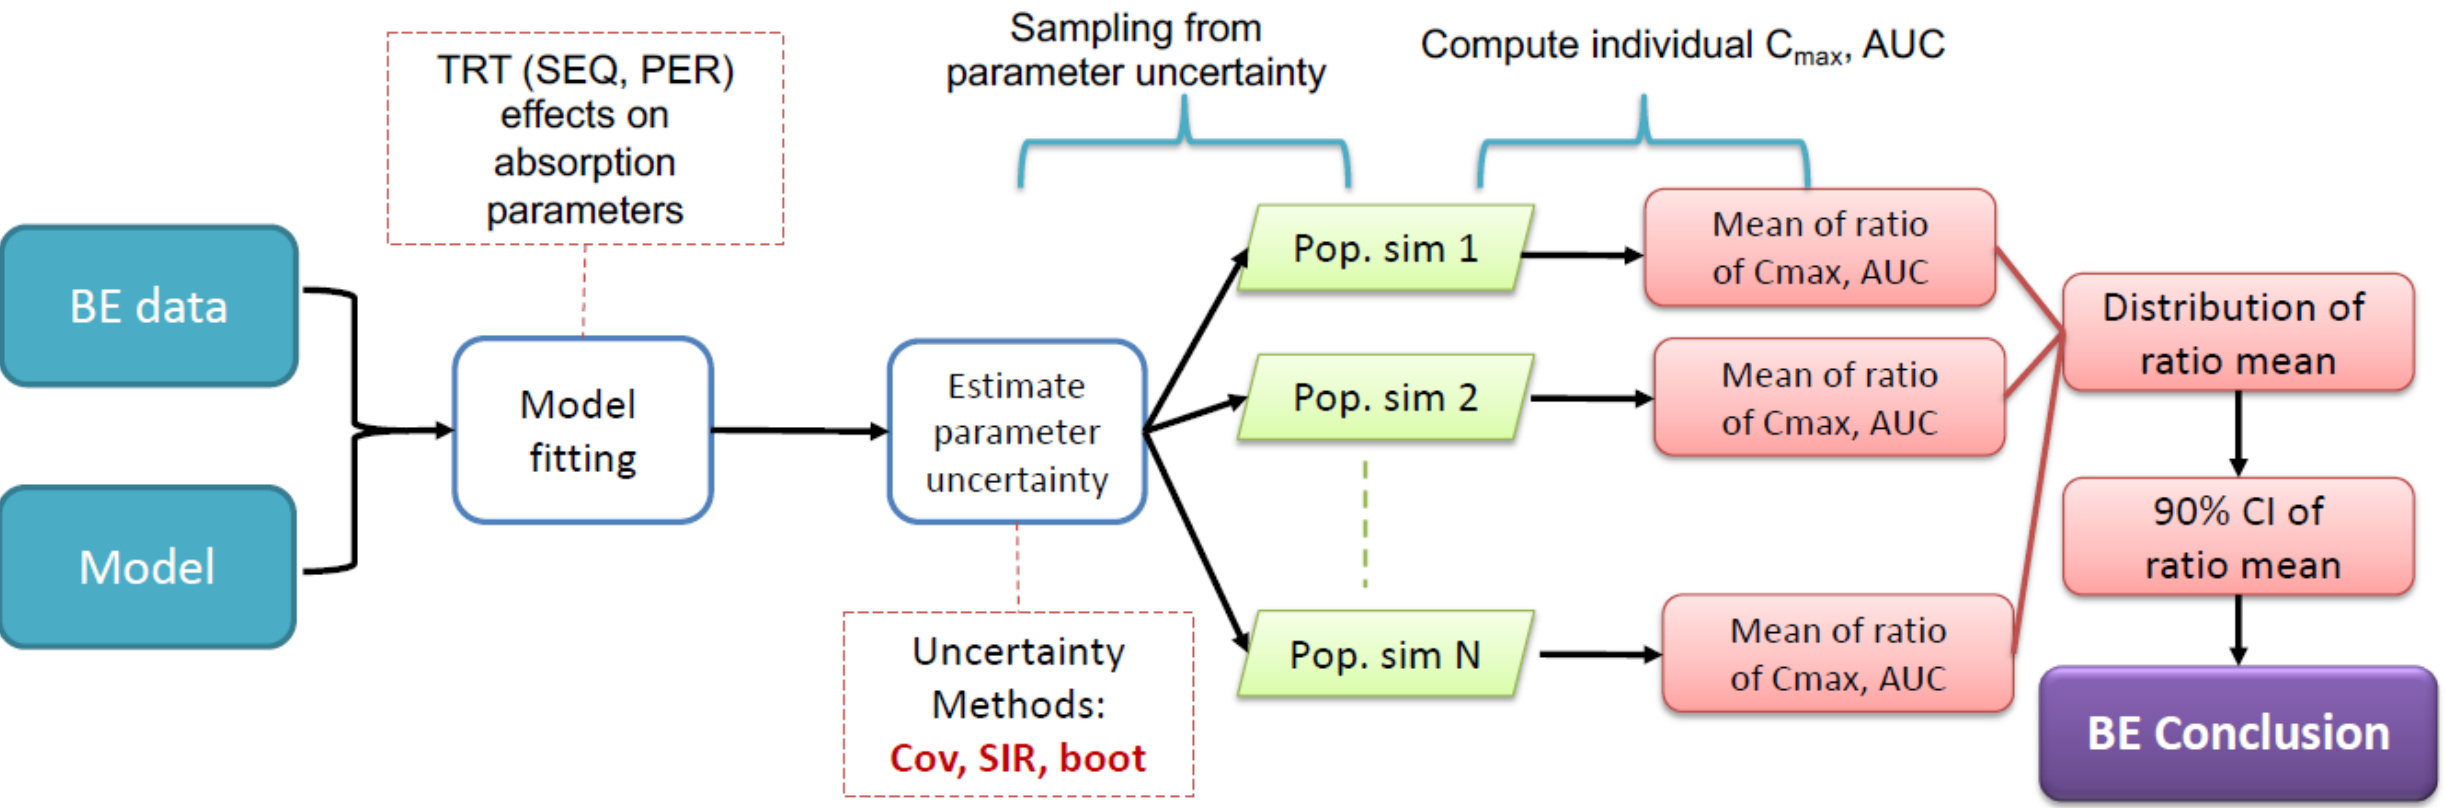 TRT (SEQ, PER)
effects on
absorption
parameters
BE data
Model
Model
fitting
Estimate
parameter
uncertainty
Uncertainty
Methods:
Cov, SIR, boot
Sampling from
parameter uncertainty
Compute individual Cmax, AUC
Pop. sim 1
Mean of ratio
of Cmax, AUC
Pop. sim 2
Mean of ratio
of Cmax, AUC
Pop. sim N
Mean of ratio
of Cmax, AUC
Distribution of
ratio mean
90% CI of
ratio mean
BE Conclusion